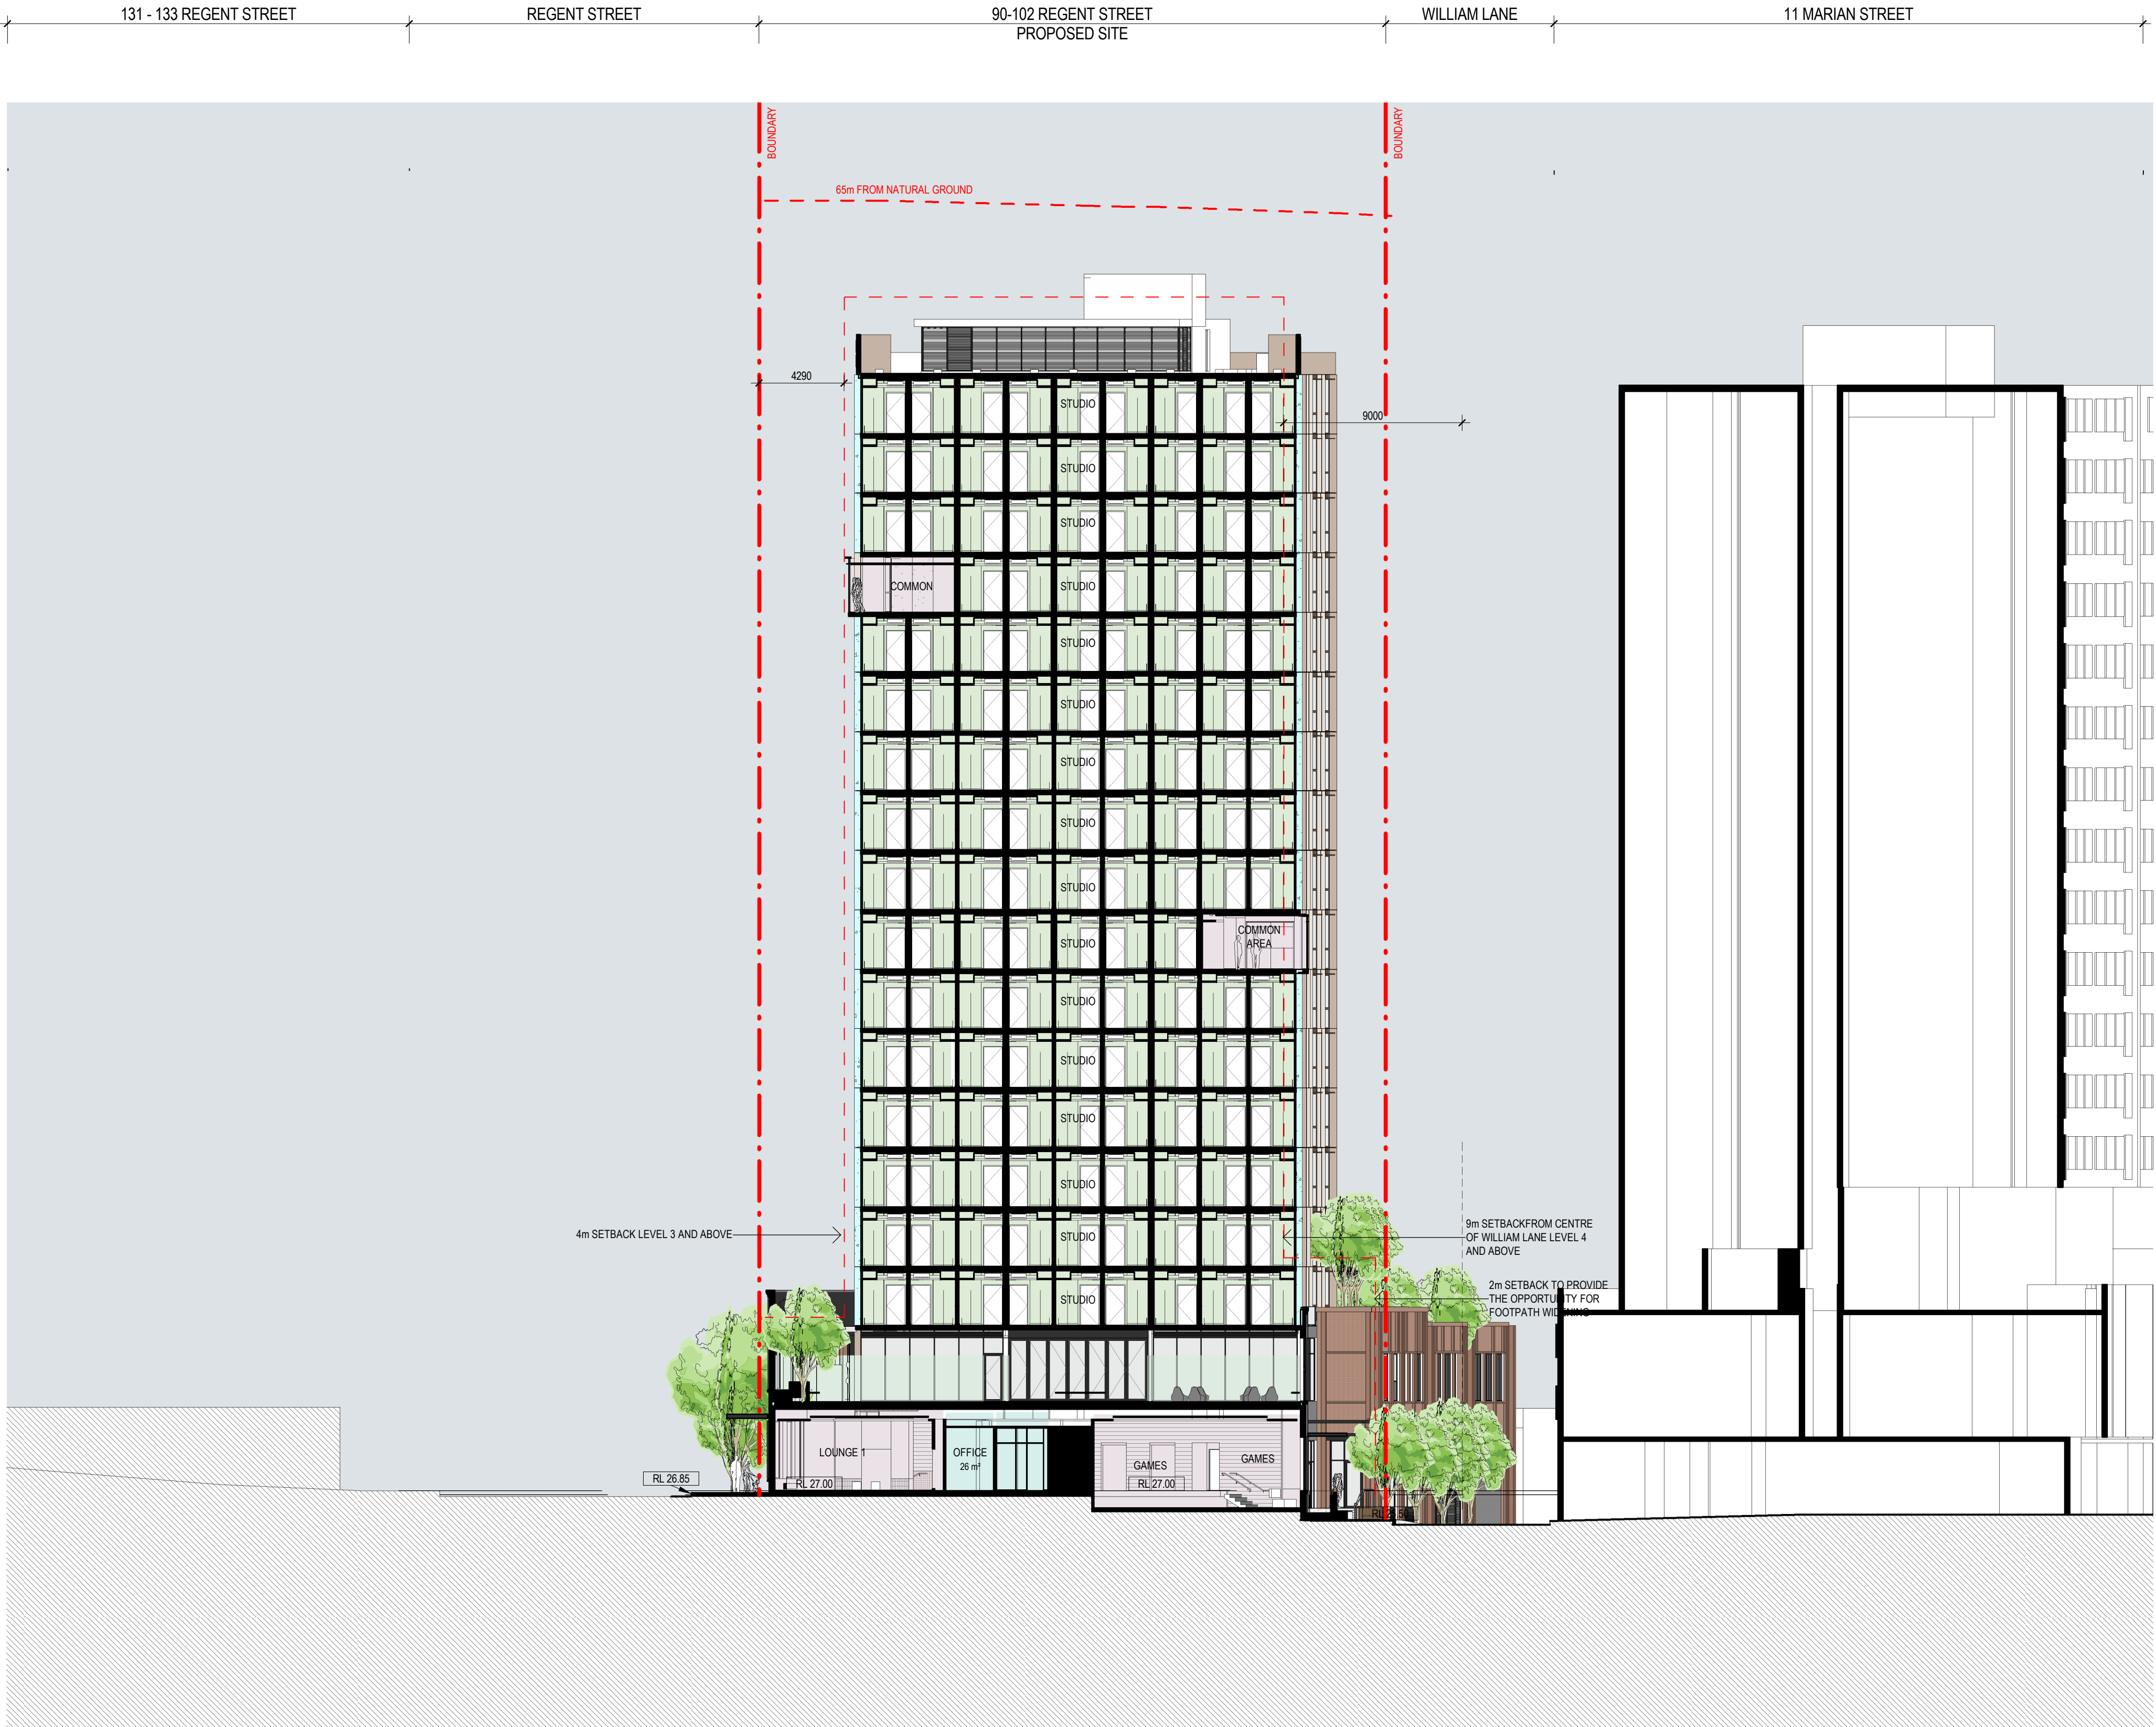 131 - 133 REGENT STREET
REGENT STREET
90-102 REGENT STREET
PROPOSED SITE
WILLIAM LANE
11 MARIAN STREET
BOUNDARY
BOUNDARY
65m FROM NATURAL GROUND
4290
STUDIO
9000
STUDIO
STUDIO
COMMON
STUDIO
STUDIO
STUDIO
STUDIO
STUDIO
STUDIO
COMMON
AREA
STUDIO
STUDIO
STUDIO
STUDIO
STUDIO
4m SETBACK LEVEL 3 AND ABOVE
STUDIO
9m SETBACKFROM CENTRE
OF WILLIAM LANE LEVEL 4
AND ABOVE
STUDIO
2m SETBACK TO PROVIDE
THE OPPORTUNITY FOR
FOOTPATH WIDENING
LOUNGE 1
OFFICE
26 m²
GAMES
GAMES
RL 26.85
RL 27.00
RL 27.00